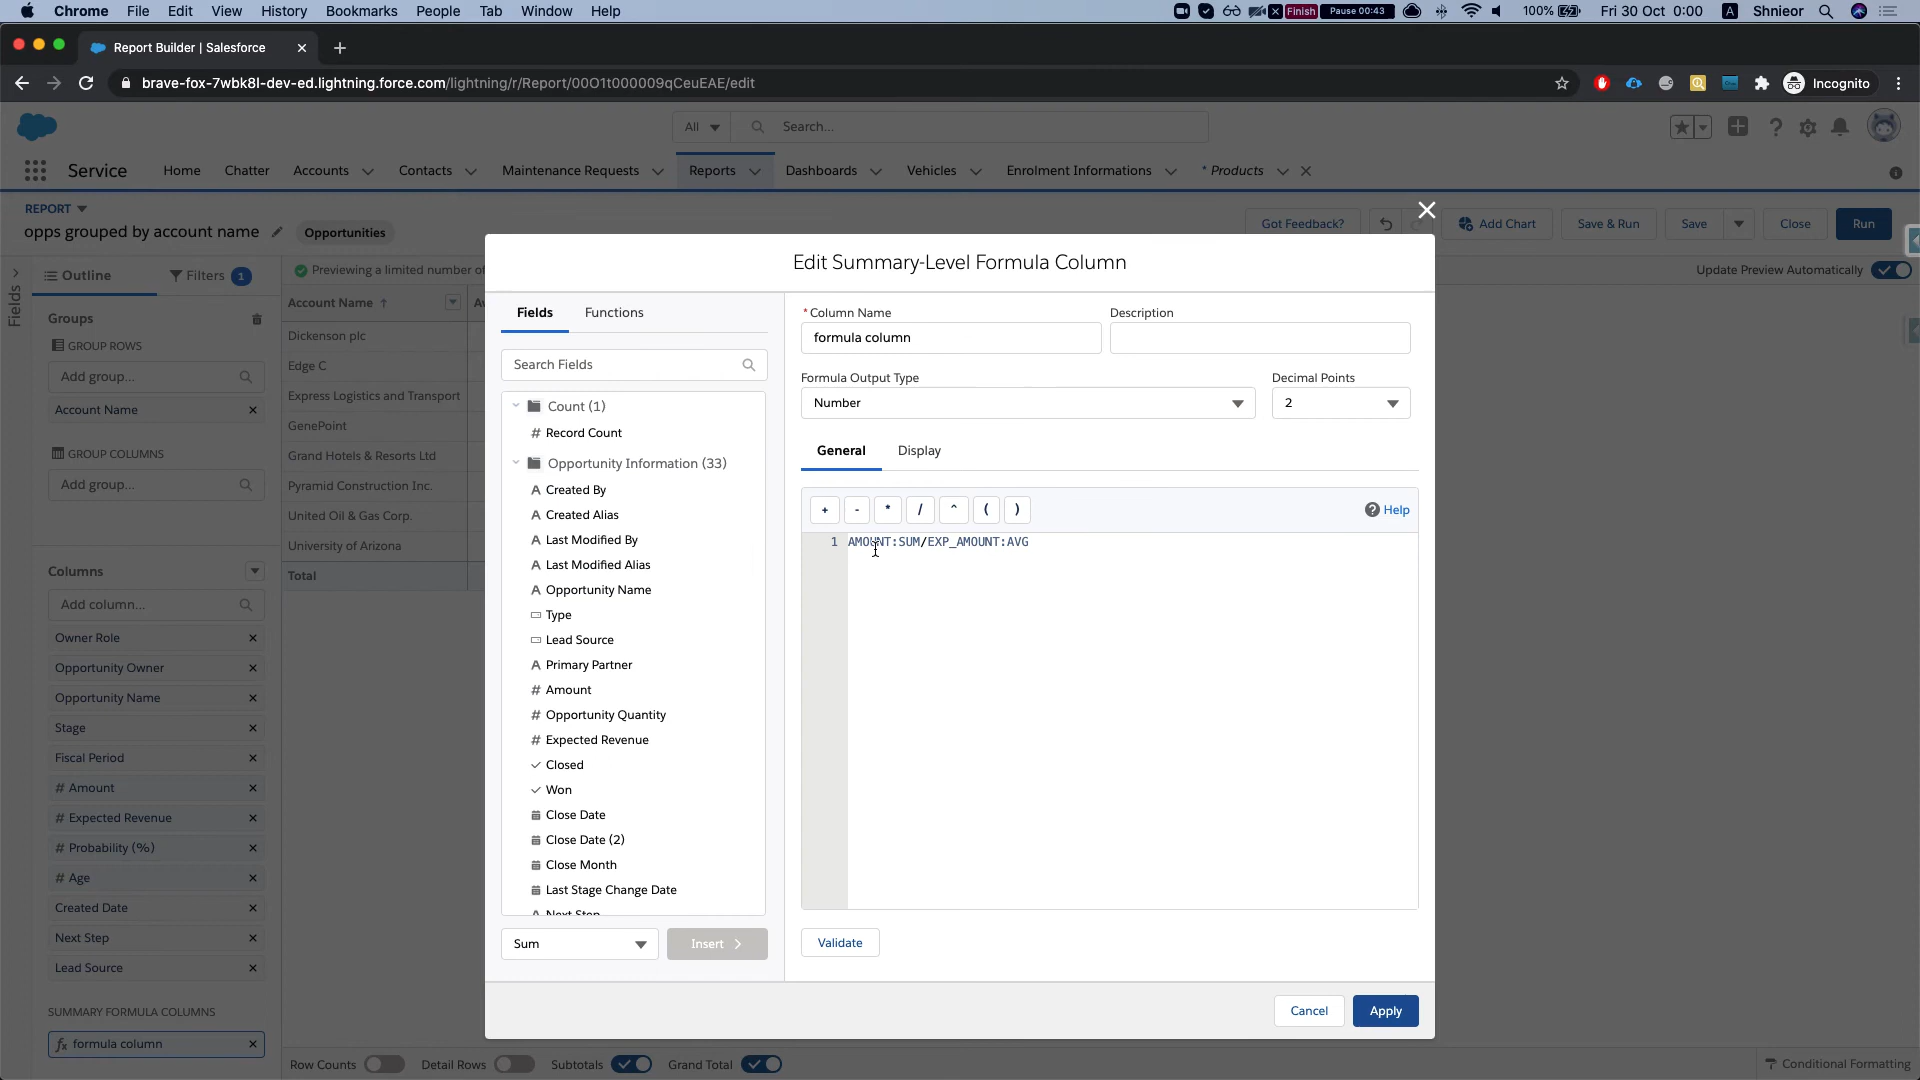 Chrome File Edit View History Bookmarks People Tab Window Help
Finish Pause 00:43 100% Fri 30 Oct 0:00 A Shnieor
Report Builder | Salesforce
brave-fox-7wbk8l-dev-ed.lightning.force.com/lightning/r/Report/00O1t000009qCeuEAE/edit
Incognito
All Search...
Service Home Chatter Accounts Contacts Maintenance Requests Reports Dashboards Vehicles Enrolment Informations * Products
REPORT
opps grouped by account name Opportunities
Got Feedback? Add Chart Save & Run Save Close Run
Fields
Outline Filters 1
Previewing a limited number of
Update Preview Automatically
Groups
GROUP ROWS
Add group...
Account Name
GROUP COLUMNS
Add group...
Columns
Add column...
Owner Role
Opportunity Owner
Opportunity Name
Stage
Fiscal Period
# Amount
# Expected Revenue
# Probability (%)
# Age
Created Date
Next Step
Lead Source
SUMMARY FORMULA COLUMNS
fx formula column
Account Name
Dickenson plc
Edge C
Express Logistics and Transport
GenePoint
Grand Hotels & Resorts Ltd
Pyramid Construction Inc.
United Oil & Gas Corp.
University of Arizona
Total
Row Counts Detail Rows Subtotals Grand Total
Conditional Formatting
Edit Summary-Level Formula Column
Fields Functions
Search Fields
Count (1)
# Record Count
Opportunity Information (33)
A Created By
A Created Alias
A Last Modified By
A Last Modified Alias
A Opportunity Name
Type
Lead Source
A Primary Partner
# Amount
# Opportunity Quantity
# Expected Revenue
Closed
Won
Close Date
Close Date (2)
Close Month
Last Stage Change Date
A Next Step
Sum Insert
* Column Name
formula column
Description
Formula Output Type
Number
Decimal Points
2
General Display
+ - * / ^ ( )
Help
1 AMOUNT:SUM/EXP_AMOUNT:AVG
Validate
Cancel Apply